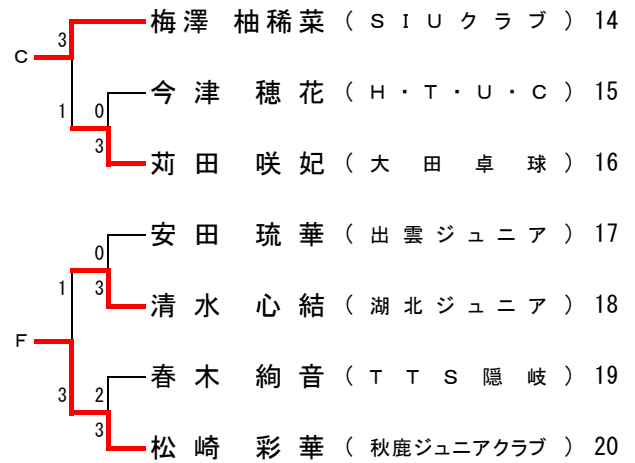 梅澤 柚稀菜 ( SIUクラブ ) 14
3
C
今津 穂花 ( H・T・U・C ) 15
1 0
3
苅田 咲妃 ( 大田卓球 ) 16
安田 琉華 ( 出雲ジュニア ) 17
0
1 3
清水 心結 ( 湖北ジュニア ) 18
F
春木 絢音 ( TTS隠岐 ) 19
3 2
3
松崎 彩華 ( 秋鹿ジュニアクラブ ) 20